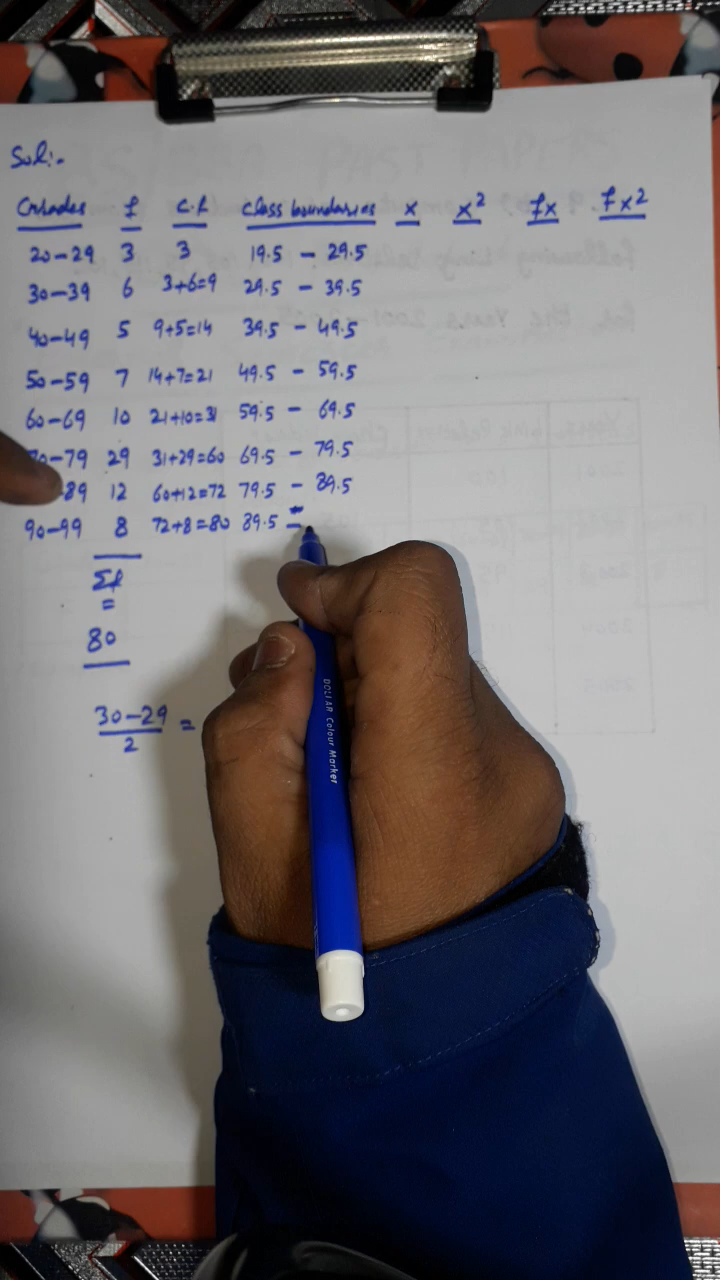 Sol:-
Grades f C.f Class boundaries x x² fx fx²
20-29 3 3 19.5 - 29.5
30-39 6 3+6=9 29.5 - 39.5
40-49 5 9+5=14 39.5 - 49.5
50-59 7 14+7=21 49.5 - 59.5
60-69 10 21+10=31 59.5 - 69.5
-79 29 31+29=60 69.5 - 79.5
89 12 60+12=72 79.5 - 89.5
90-99 8 72+8=80 89.5 -
Σf
=
80
30-29
2 =
DOLLAR Colour Marker